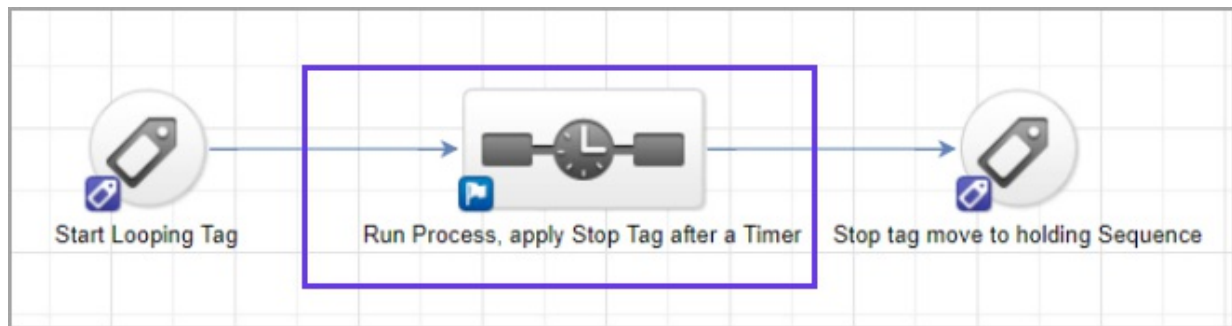 Start Looping Tag
Run Process, apply Stop Tag after a Timer
Stop tag move to holding Sequence